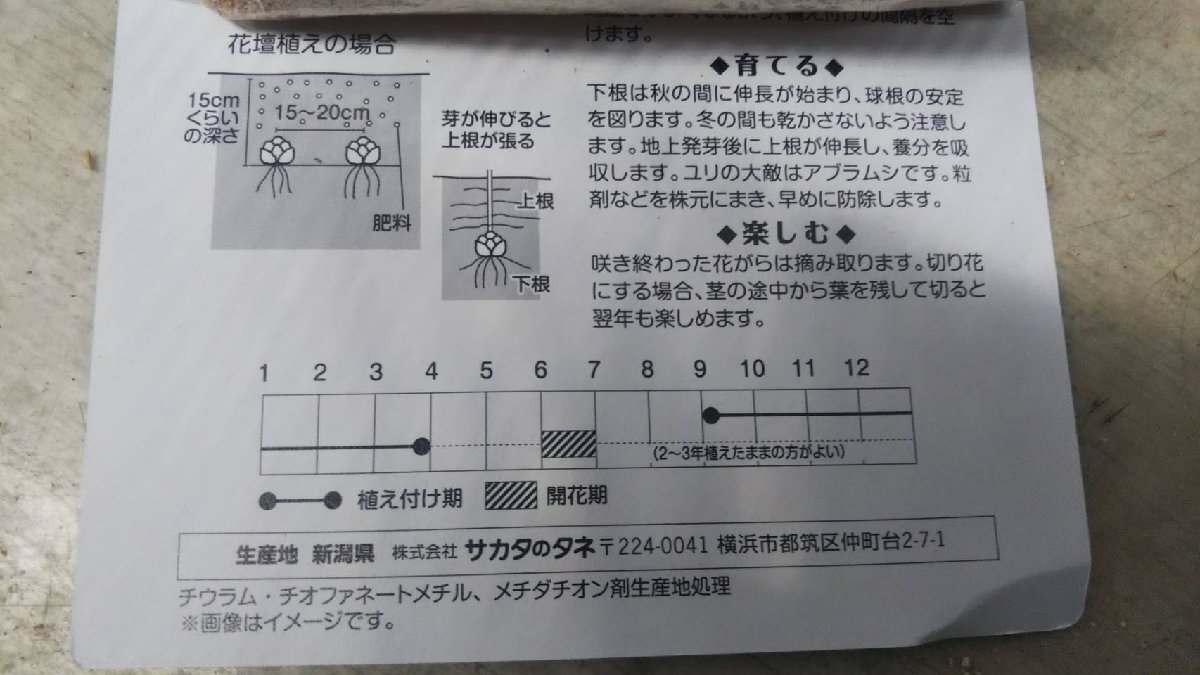 けます。
花壇植えの場合
15cm
くらい
の深さ
15〜20cm
肥料
芽が伸びると
上根が張る
上根
下根
◆育てる◆
下根は秋の間に伸長が始まり、球根の安定
を図ります。冬の間も乾かさないよう注意し
ます。地上発芽後に上根が伸長し、養分を吸
収します。ユリの大敵はアブラムシです。粒
剤などを株元にまき、早めに防除します。
◆楽しむ◆
咲き終わった花がらは摘み取ります。切り花
にする場合、茎の途中から葉を残して切ると
翌年も楽しめます。
1 2 3 4 5 6 7 8 9 10 11 12
(2〜3年植えたままの方がよい)
植え付け期 開花期
生産地 新潟県 株式会社 サカタのタネ 〒224-0041 横浜市都筑区仲町台2-7-1
チウラム・チオファネートメチル、メチダチオン剤生産地処理
※画像はイメージです。